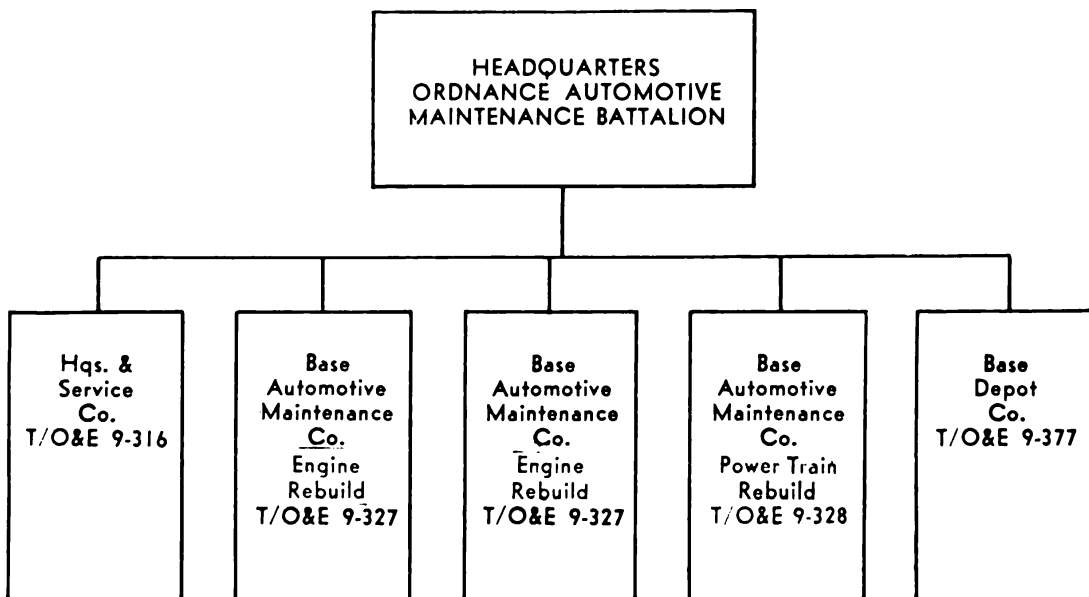 HEADQUARTERS
ORDNANCE AUTOMOTIVE
MAINTENANCE BATTALION
Hqs. &
Service
Co.
T/O&E 9-316
Base
Automotive
Maintenance
Co.
Engine
Rebuild
T/O&E 9-327
Base
Automotive
Maintenance
Co.
Engine
Rebuild
T/O&E 9-327
Base
Automotive
Maintenance
Co.
Power Train
Rebuild
T/O&E 9-328
Base
Depot
Co.
T/O&E 9-377